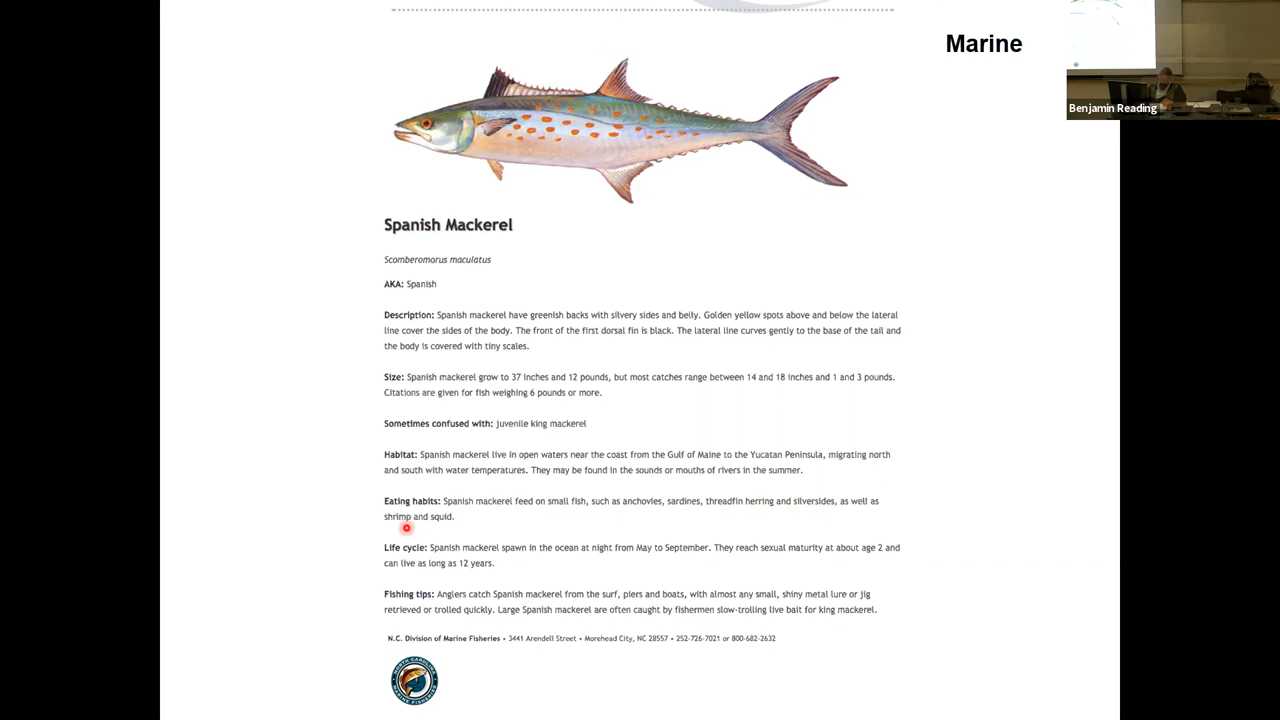 Marine
Benjamin Reading
Spanish Mackerel
Scomberomorus maculatus
AKA: Spanish
Description: Spanish mackerel have greenish backs with silvery sides and belly. Golden yellow spots above and below the lateral
line cover the sides of the body. The front of the first dorsal fin is black. The lateral line curves gently to the base of the tail and
the body is covered with tiny scales.
Size: Spanish mackerel grow to 37 inches and 12 pounds, but most catches range between 14 and 18 inches and 1 and 3 pounds.
Citations are given for fish weighing 6 pounds or more.
Sometimes confused with: juvenile king mackerel
Habitat: Spanish mackerel live in open waters near the coast from the Gulf of Maine to the Yucatan Peninsula, migrating north
and south with water temperatures. They may be found in the sounds or mouths of rivers in the summer.
Eating habits: Spanish mackerel feed on small fish, such as anchovies, sardines, threadfin herring and silversides, as well as
shrimp and squid.
Life cycle: Spanish mackerel spawn in the ocean at night from May to September. They reach sexual maturity at about age 2 and
can live as long as 12 years.
Fishing tips: Anglers catch Spanish mackerel from the surf, piers and boats, with almost any small, shiny metal lure or jig
retrieved or trolled quickly. Large Spanish mackerel are often caught by fishermen slow-trolling live bait for king mackerel.
N.C. Division of Marine Fisheries • 3441 Arendell Street • Morehead City, NC 28557 • 252-726-7021 or 800-682-2632
NORTH CAROLINA
MARINE FISHERIES